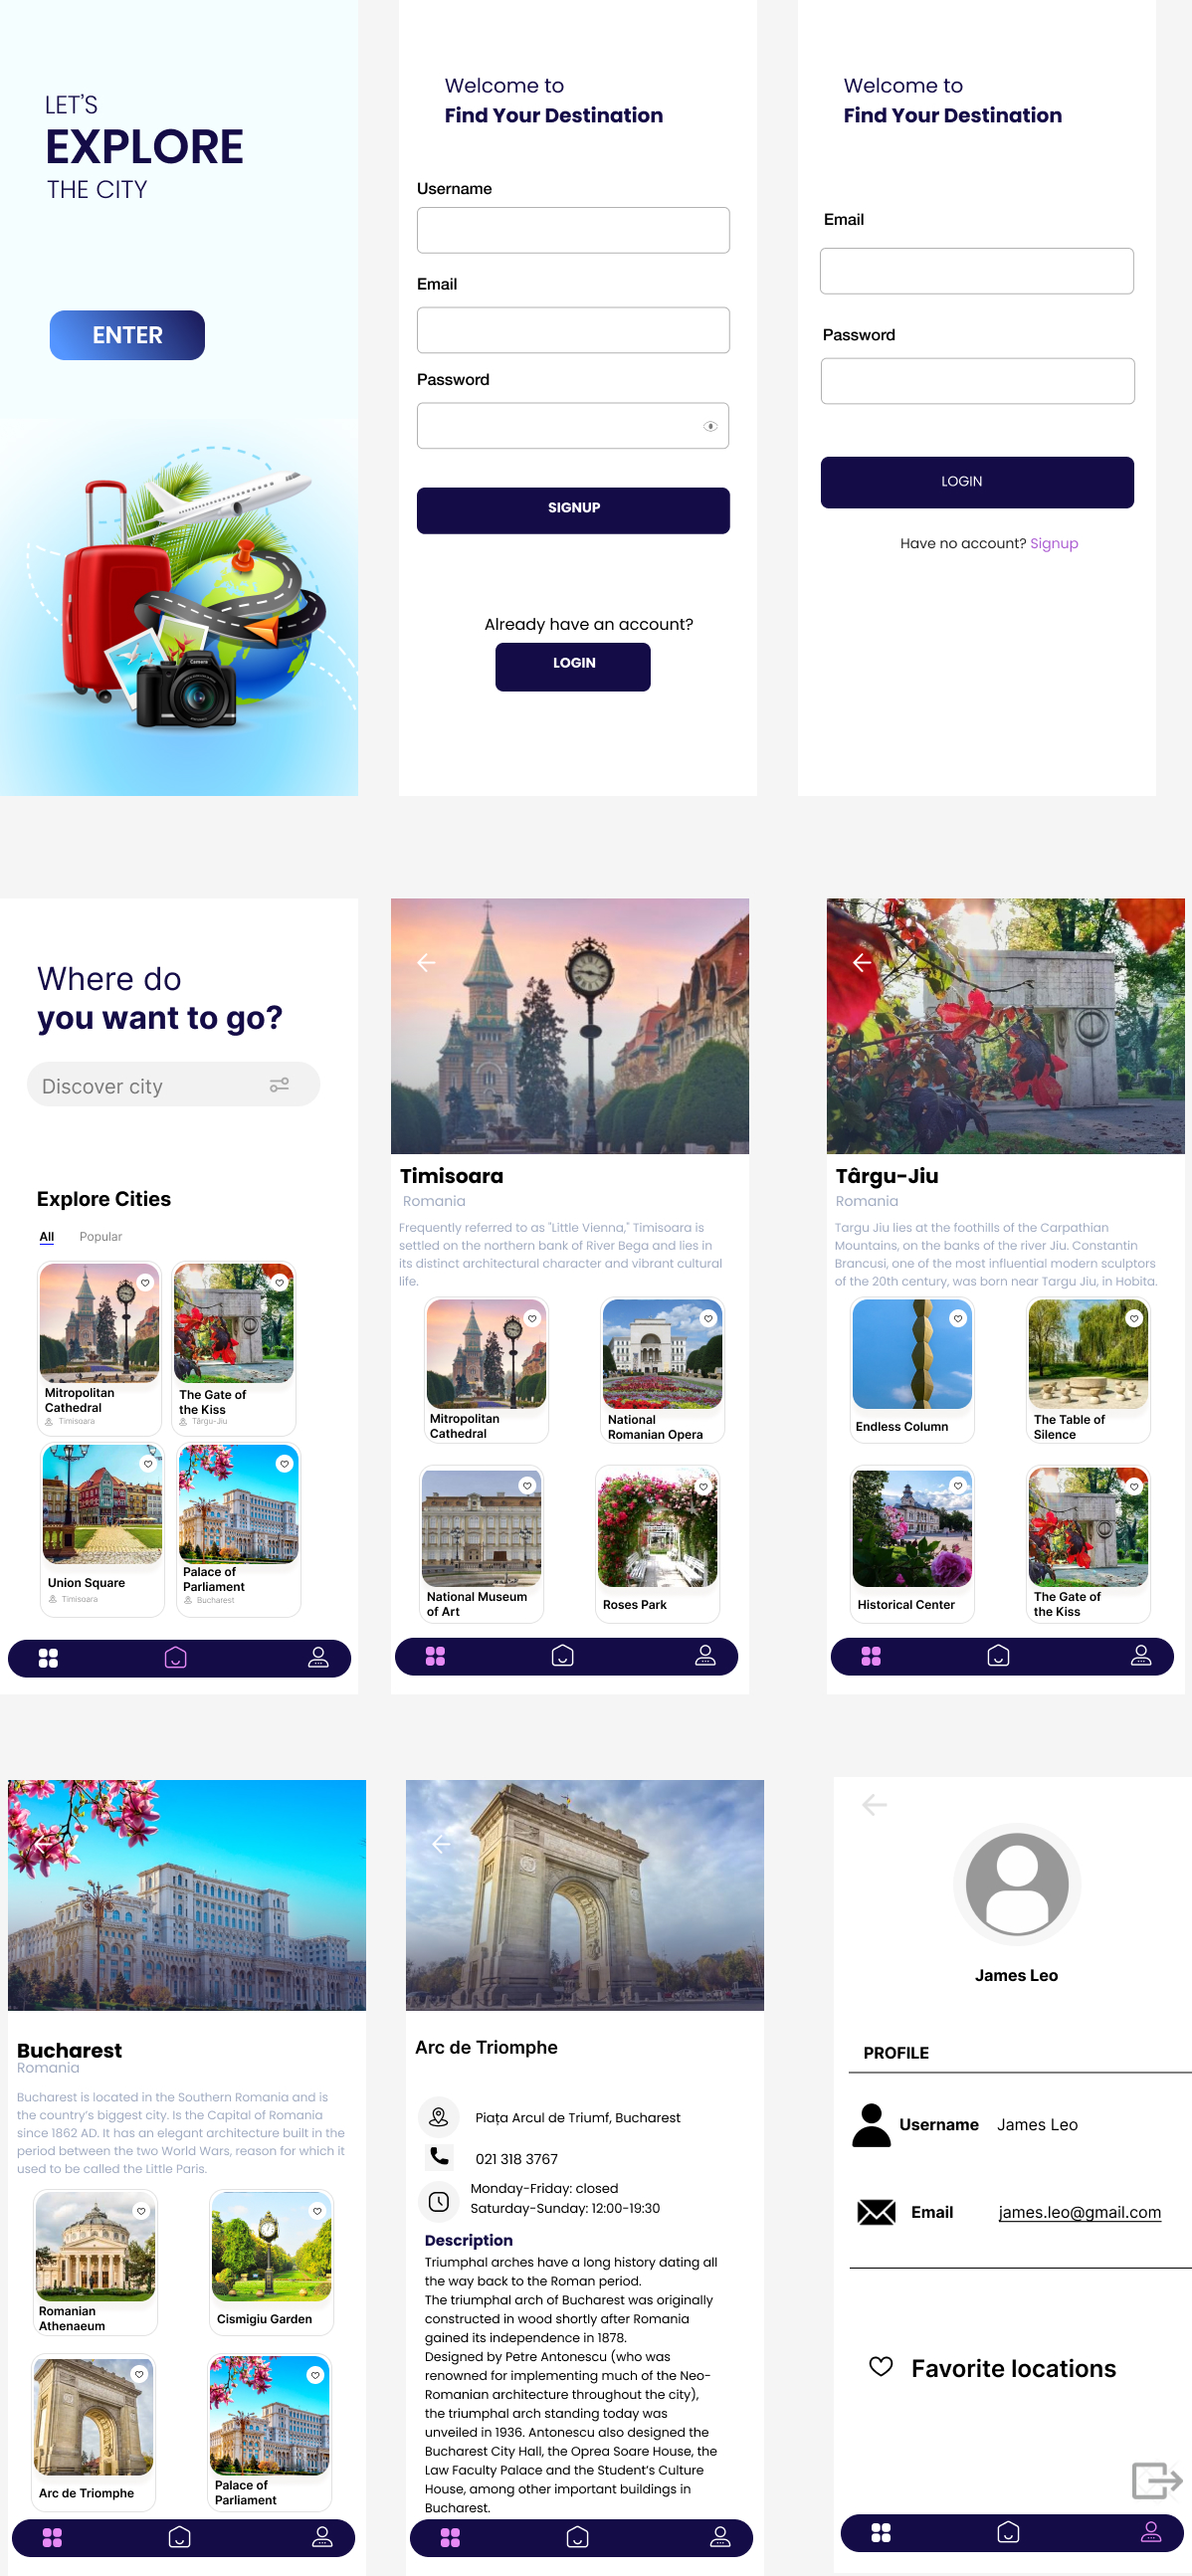 LET'S
EXPLORE
THE CITY
ENTER
Camera
Welcome to
Find Your Destination
Username
Email
Password
SIGNUP
Already have an account?
LOGIN
Welcome to
Find Your Destination
Email
Password
LOGIN
Have no account? Signup
Where do
you want to go?
Discover city
Explore Cities
All Popular
Mitropolitan
Cathedral
Timisoara
The Gate of
the Kiss
Târgu-Jiu
Union Square
Timisoara
Palace of
Parliament
Bucharest
Timisoara
Romania
Frequently referred to as "Little Vienna," Timisoara is
settled on the northern bank of River Bega and lies in
its distinct architectural character and vibrant cultural
life.
Mitropolitan
Cathedral
National
Romanian Opera
National Museum
of Art
Roses Park
Târgu-Jiu
Romania
Targu Jiu lies at the foothills of the Carpathian
Mountains, on the banks of the river Jiu. Constantin
Brancusi, one of the most influential modern sculptors
of the 20th century, was born near Targu Jiu, in Hobita.
Endless Column
The Table of
Silence
Historical Center
The Gate of
the Kiss
Bucharest
Romania
Bucharest is located in the Southern Romania and is
the country's biggest city. Is the Capital of Romania
since 1862 AD. It has an elegant architecture built in the
period between the two World Wars, reason for which it
used to be called the Little Paris.
Romanian
Athenaeum
Cismigiu Garden
Arc de Triomphe
Palace of
Parliament
Arc de Triomphe
Piața Arcul de Triumf, Bucharest
021 318 3767
Monday-Friday: closed
Saturday-Sunday: 12:00-19:30
Description
Triumphal arches have a long history dating all
the way back to the Roman period.
The triumphal arch of Bucharest was originally
constructed in wood shortly after Romania
gained its independence in 1878.
Designed by Petre Antonescu (who was
renowned for implementing much of the Neo-
Romanian architecture throughout the city),
the triumphal arch standing today was
unveiled in 1936. Antonescu also designed the
Bucharest City Hall, the Oprea Soare House, the
Law Faculty Palace and the Student's Culture
House, among other important buildings in
Bucharest.
James Leo
PROFILE
Username James Leo
Email james.leo@gmail.com
Favorite locations